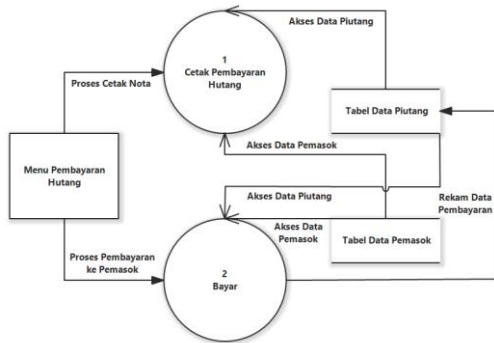 Akses Data Piutang
1
Cetak Pembayaran
Hutang
Proses Cetak Nota
Tabel Data Piutang
Akses Data Pemasok
Menu Pembayaran
Hutang
Akses Data Piutang
Rekam Data
Pembayaran
Akses Data
Pemasok
Tabel Data Pemasok
Proses Pembayaran
ke Pemasok
2
Bayar